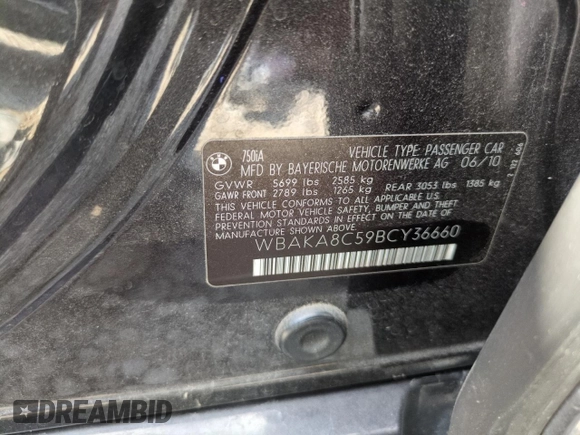 BMW
750iA
VEHICLE TYPE: PASSENGER CAR
MFD BY BAYERISCHE MOTORENWERKE AG 06/10
GVWR 5699 lbs 2585 kg
GAWR FRONT 2789 lbs 1265 kg REAR 3053 lbs 1385 kg
THIS VEHICLE CONFORMS TO ALL APPLICABLE U.S.
FEDERAL MOTOR VEHICLE SAFETY, BUMPER AND THEFT
PREVENTION STANDARDS IN EFFECT ON THE DATE OF
MANUFACTURE SHOWN ABOVE.
WBAKA8C59BCY36660
DREAMBID